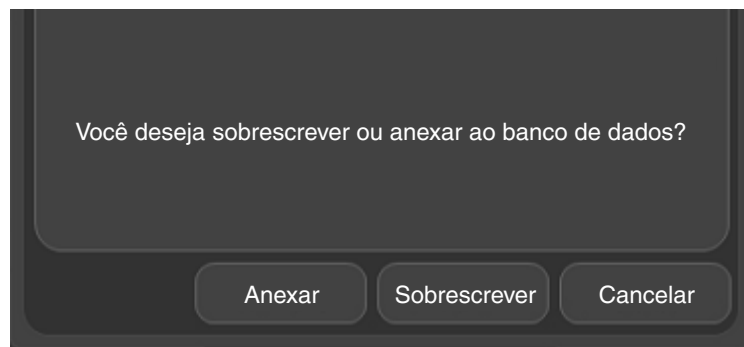 Você deseja sobrescrever ou anexar ao banco de dados?
Anexar
Sobrescrever
Cancelar